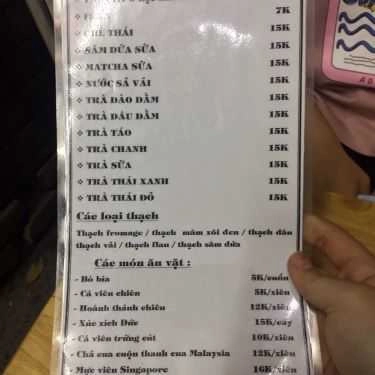 7K
❖ CHÈ THÁI 15K
❖ SÂM DỨA SỮA 15K
❖ MATCHA SỮA 15K
❖ NƯỚC SẢ VẢI 15K
❖ TRÀ ĐÀO DẦM 15K
❖ TRÀ DÂU DẦM 15K
❖ TRÀ TÁO 15K
❖ TRÀ CHANH 15K
❖ TRÀ SỮA 15K
❖ TRÀ THÁI XANH 15K
❖ TRÀ THÁI ĐỎ 15K
Các loại thạch
Thạch fromage / thạch mâm xôi đen / thạch dâu
thạch vải / thạch flan / thạch sâm dứa
Các món ăn vặt :
- Bò bía 5K/cuốn
- Cá viên chiên 5K/xiên
- Hoành thánh chiên 12K/xiên
- Xúc xích Đức 15K/cây
- Cá viên trứng cút 10K/xiên
- Chả cua cuộn thanh cua Malaysia 12K/xiên
- Mực viên Singapore 16K/xiên